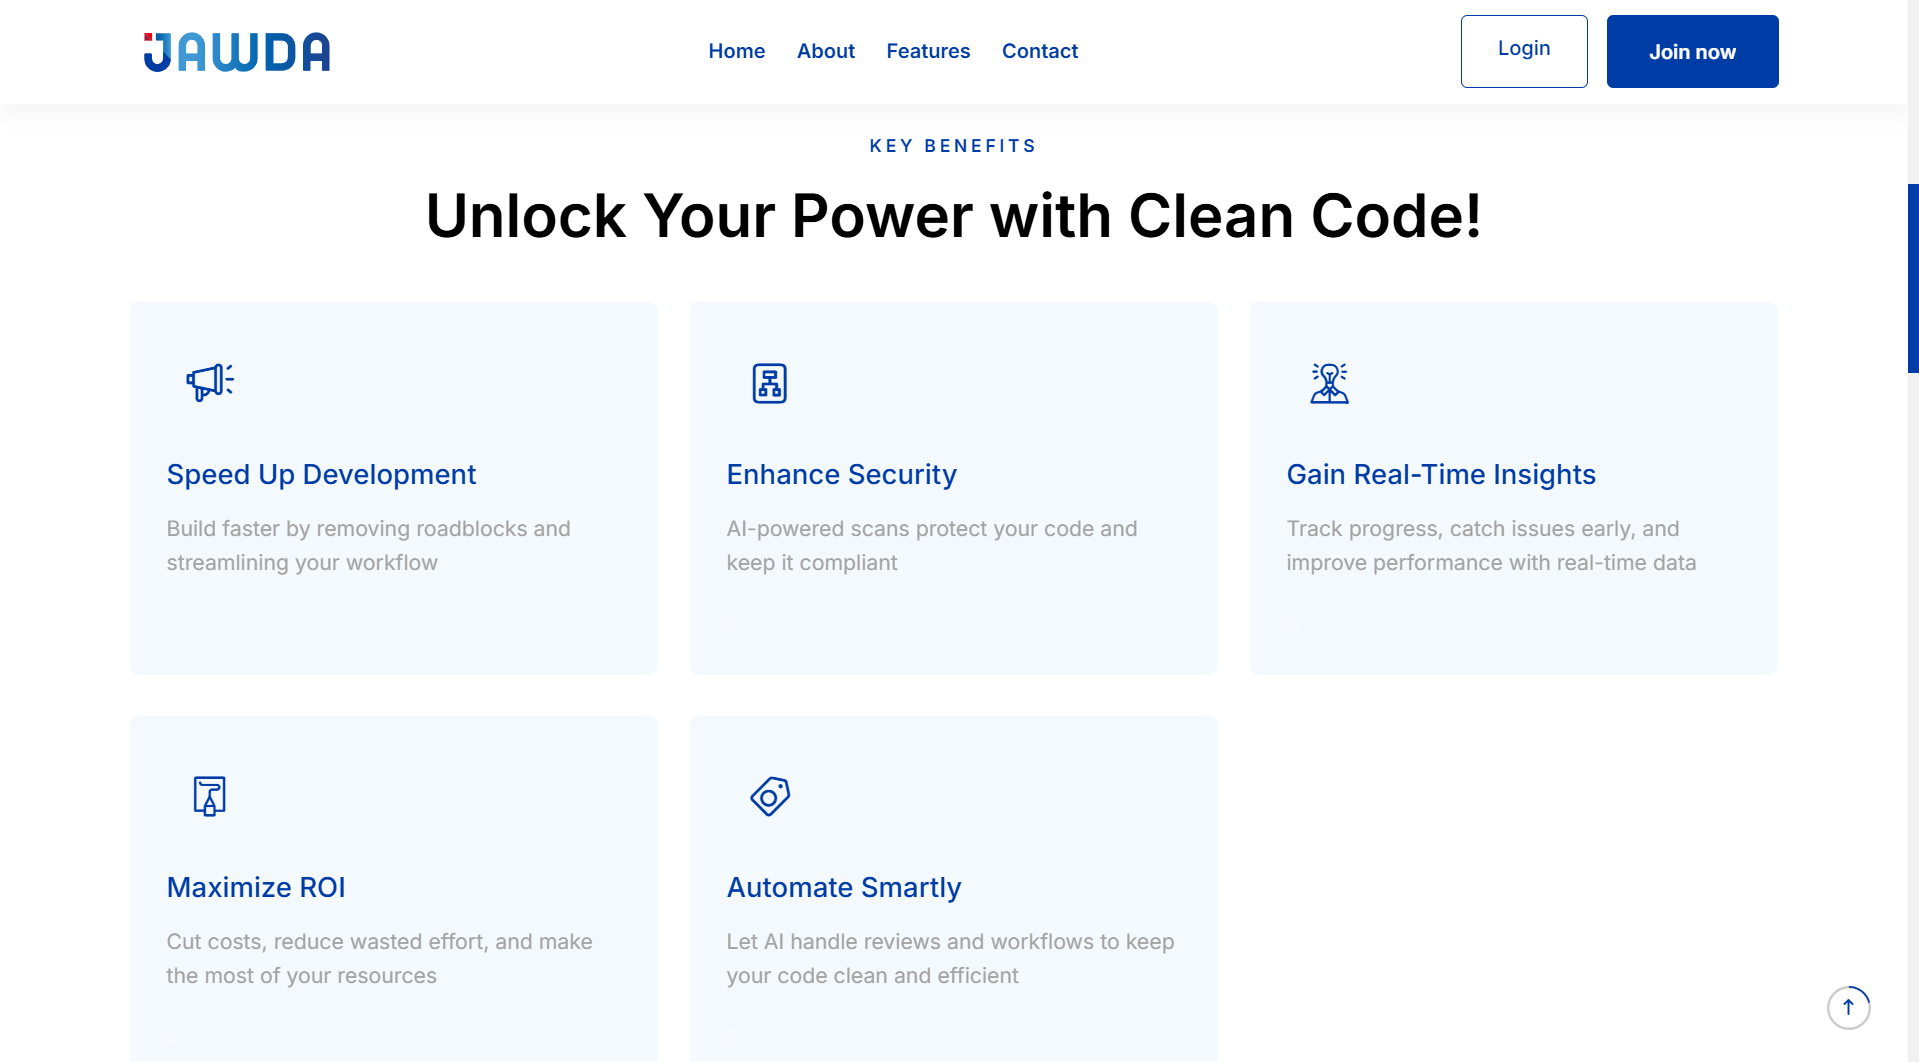 JAWDA
Home About Features Contact
Login
Join now
KEY BENEFITS
Unlock Your Power with Clean Code!
Speed Up Development
Build faster by removing roadblocks and
streamlining your workflow
Enhance Security
AI-powered scans protect your code and
keep it compliant
Gain Real-Time Insights
Track progress, catch issues early, and
improve performance with real-time data
Maximize ROI
Cut costs, reduce wasted effort, and make
the most of your resources
Automate Smartly
Let AI handle reviews and workflows to keep
your code clean and efficient